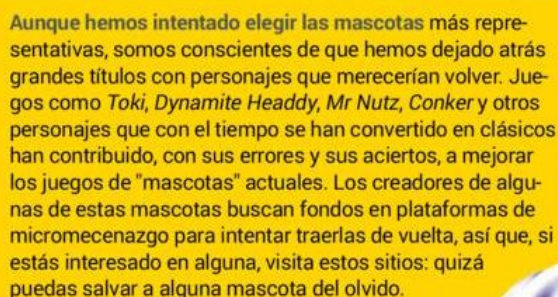 Aunque hemos intentado elegir las mascotas más repre-
sentativas, somos conscientes de que hemos dejado atrás
grandes títulos con personajes que merecerían volver. Jue-
gos como Toki, Dynamite Headdy, Mr Nutz, Conker y otros
personajes que con el tiempo se han convertido en clásicos
han contribuido, con sus errores y sus aciertos, a mejorar
los juegos de "mascotas" actuales. Los creadores de algu-
nas de estas mascotas buscan fondos en plataformas de
micromecenazgo para intentar traerlas de vuelta, así que, si
estás interesado en alguna, visita estos sitios: quizá
puedas salvar a alguna mascota del olvido.